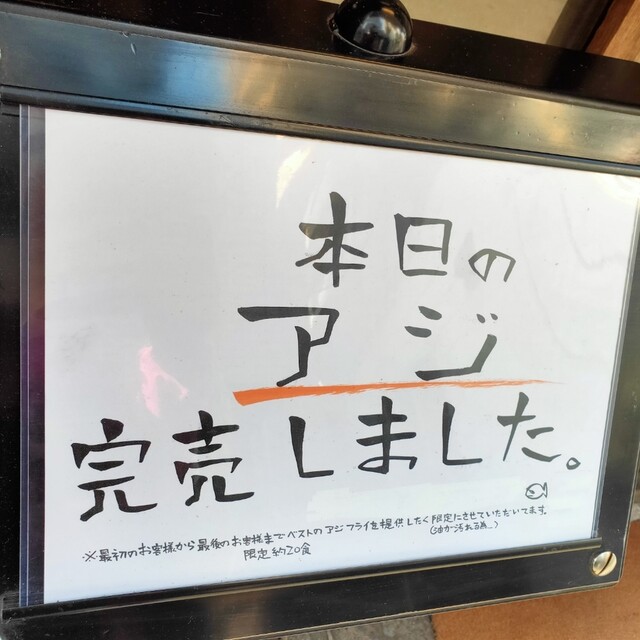 本日の
アジ
完売しました。
※最初のお客様から最後のお客様までベストのアジフライを提供したく限定にさせていただいてます。
(油が汚れる為_)
限定約20食